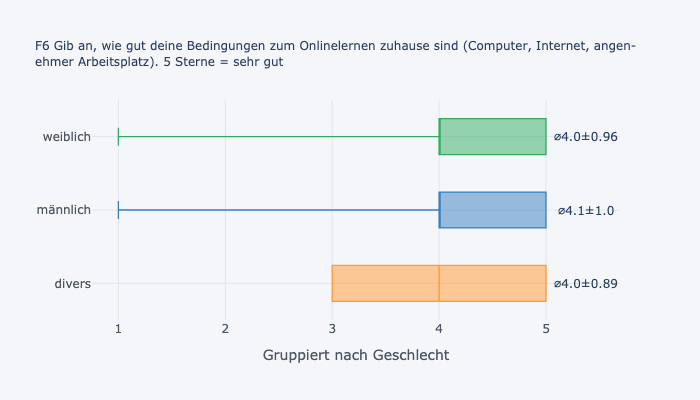 F6 Gib an, wie gut deine Bedingungen zum Onlinelernen zuhause sind (Computer, Internet, angen-
ehmer Arbeitsplatz). 5 Sterne = sehr gut
weiblich ⌀4.0±0.96
männlich ⌀4.1±1.0
divers ⌀4.0±0.89
1 2 3 4 5
Gruppiert nach Geschlecht